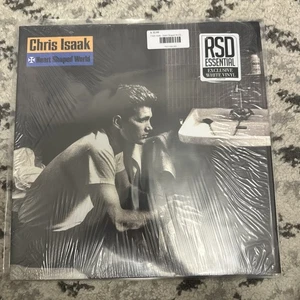 Chris Isaak
Heart Shaped World
RSD
ESSENTIAL
EXCLUSIVE
WHITE VINYL